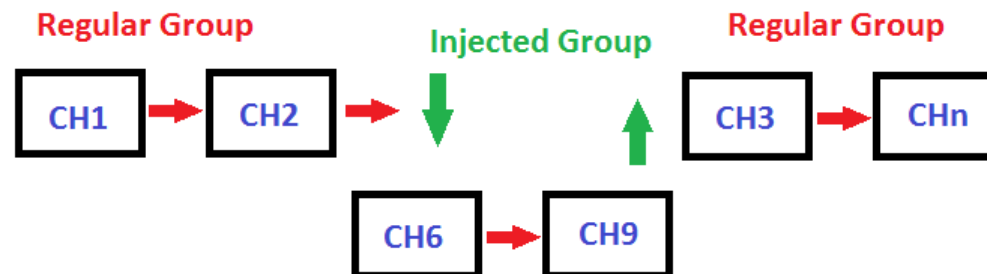 Regular Group
Injected Group
Regular Group
CH1
CH2
CH3
CHn
CH6
CH9